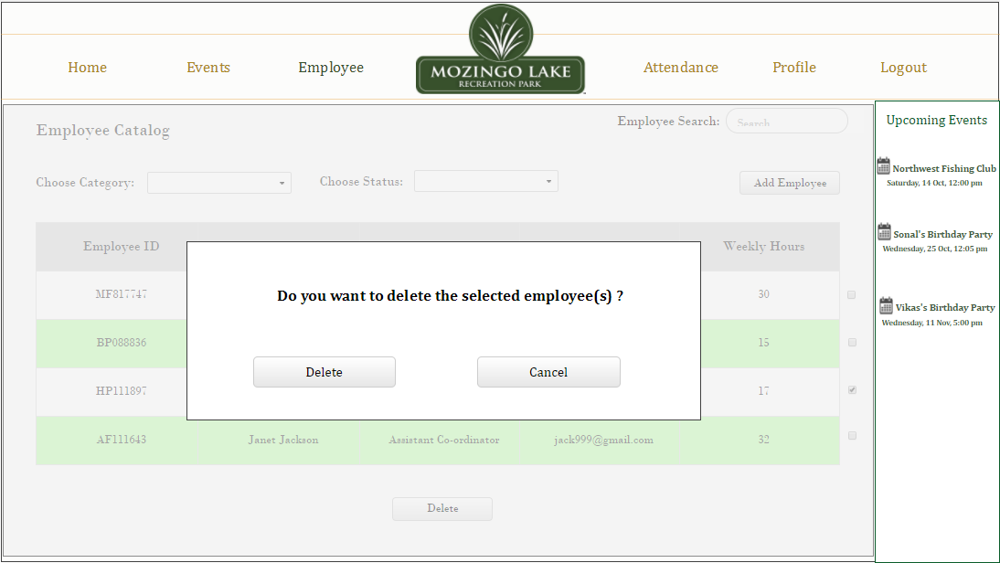 MOZINGO LAKE
RECREATION PARK
Home Events Employee Attendance Profile Logout
Employee Catalog
Employee Search: Search
Choose Category: Choose Status: Add Employee
Employee ID Weekly Hours
MF817747 30
BP088836 15
HP111897 17
AF111643 Janet Jackson Assistant Co-ordinator jack999@gmail.com 32
Delete
Do you want to delete the selected employee(s) ?
Delete Cancel
Upcoming Events
Northwest Fishing Club
Saturday, 14 Oct, 12:00 pm
Sonal's Birthday Party
Wednesday, 25 Oct, 12:05 pm
Vikas's Birthday Party
Wednesday, 11 Nov, 5:00 pm